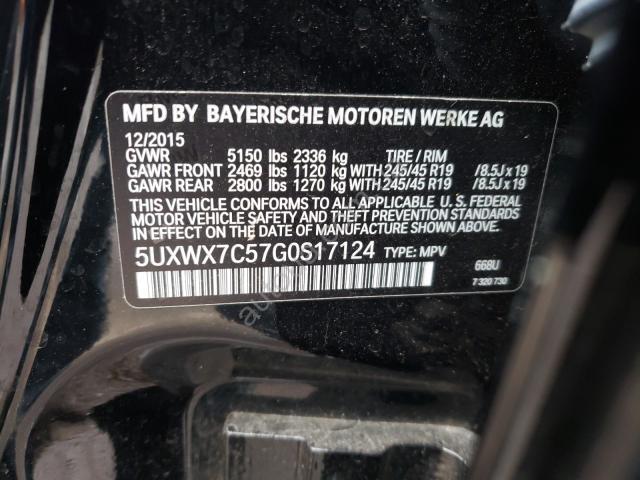 MFD BY BAYERISCHE MOTOREN WERKE AG
12/2015
GVWR 5150 lbs 2336 kg TIRE / RIM
GAWR FRONT 2469 lbs 1120 kg WITH 245/45 R19 /8.5J x 19
GAWR REAR 2800 lbs 1270 kg WITH 245/45 R19 /8.5J x 19
THIS VEHICLE CONFORMS TO ALL APPLICABLE U. S. FEDERAL
MOTOR VEHICLE SAFETY, BUMPER, AND THEFT PREVENTION
STANDARDS IN EFFECT ON THE DATE OF MANUFACTURE SHOWN ABOVE.
5UXWX7C57G0S17124 TYPE: MPV
668U
7 320 730